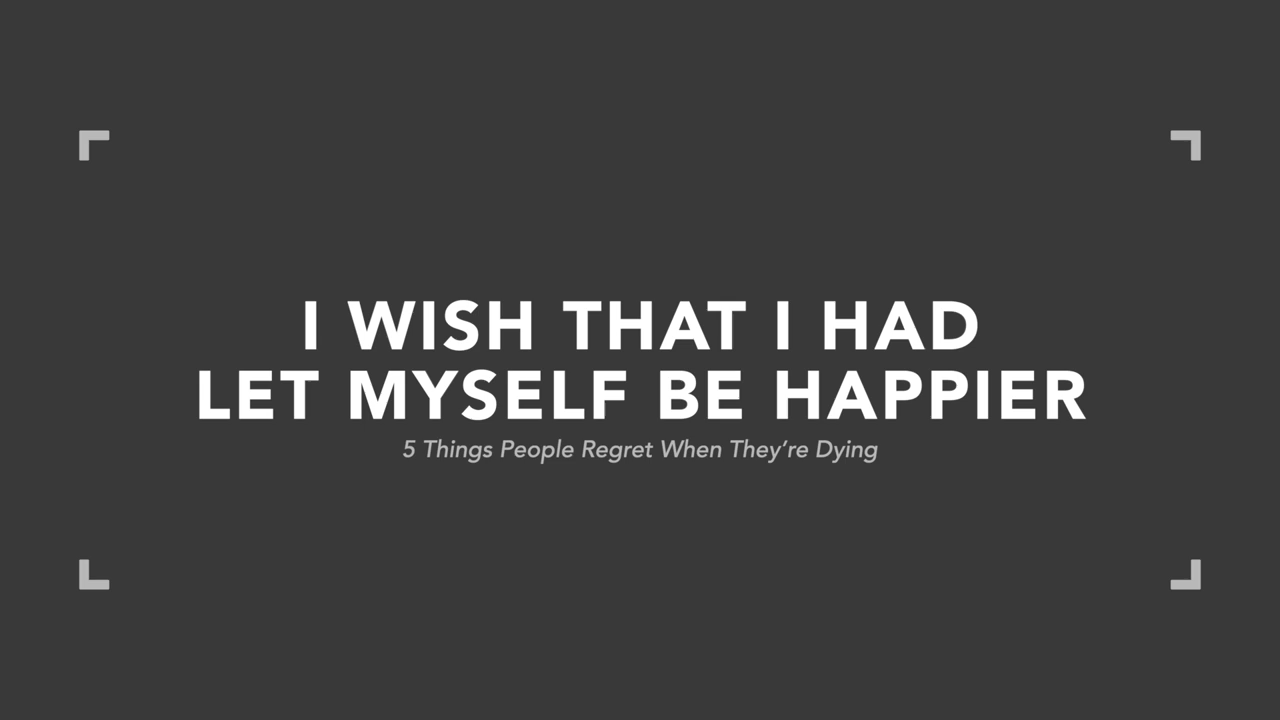 I WISH THAT I HAD
LET MYSELF BE HAPPIER
5 Things People Regret When They’re Dying